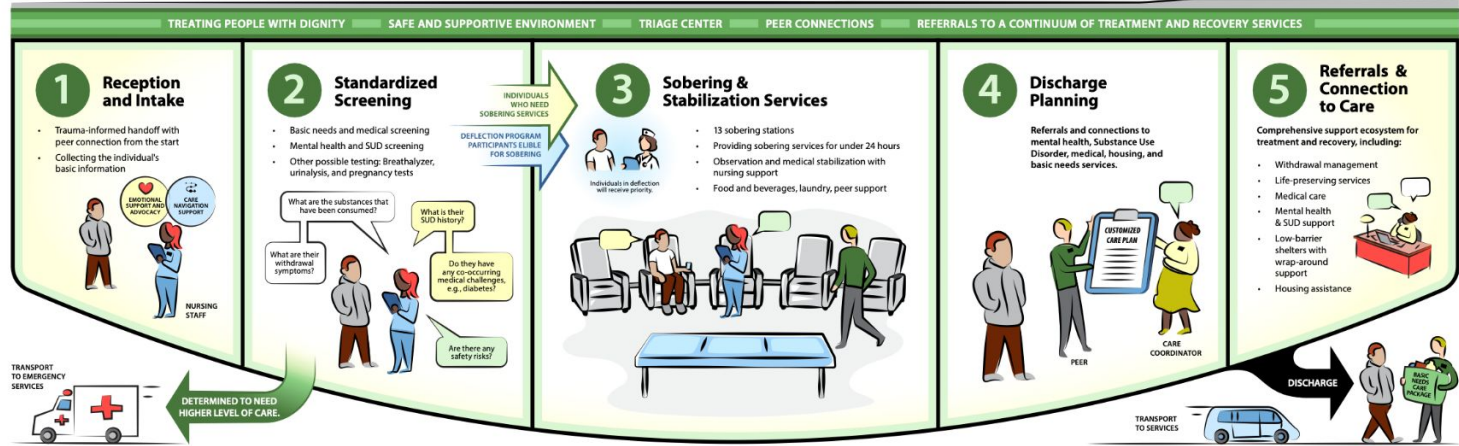 TREATING PEOPLE WITH DIGNITY SAFE AND SUPPORTIVE ENVIRONMENT TRIAGE CENTER PEER CONNECTIONS REFERRALS TO A CONTINUUM OF TREATMENT AND RECOVERY SERVICES
1
Reception
and Intake
• Trauma-informed handoff with
peer connection from the start
• Collecting the individual's
basic information
EMOTIONAL
SUPPORT AND
ADVOCACY
CARE
NAVIGATION
SUPPORT
NURSING
STAFF
2
Standardized
Screening
• Basic needs and medical screening
• Mental health and SUD screening
• Other possible testing: Breathalyzer,
urinalysis, and pregnancy tests
What are the substances that
have been consumed?
What is their
SUD history?
What are their
withdrawal
symptoms?
Do they have
any co-occurring
medical challenges,
e.g., diabetes?
Are there any
safety risks?
TRANSPORT
TO EMERGENCY
SERVICES
DETERMINED TO NEED
HIGHER LEVEL OF CARE.
INDIVIDUALS
WHO NEED
SOBERING SERVICES
DEFLECTION PROGRAM
PARTICIPANTS ELIBLE
FOR SOBERING
3
Sobering &
Stabilization Services
Individuals in deflection
will receive priority.
• 13 sobering stations
• Providing sobering services for under 24 hours
• Observation and medical stabilization with
nursing support
• Food and beverages, laundry, peer support
4
Discharge
Planning
Referrals and connections to
mental health, Substance Use
Disorder, medical, housing, and
basic needs services.
CUSTOMIZED
CARE PLAN
PEER
CARE
COORDINATOR
5
Referrals &
Connection
to Care
Comprehensive support ecosystem for
treatment and recovery, including:
• Withdrawal management
• Life-preserving services
• Medical care
• Mental health
& SUD support
• Low-barrier
shelters with
wrap-around
support
• Housing assistance
DISCHARGE
BASIC
NEEDS
CARE
PACKAGE
TRANSPORT
TO SERVICES